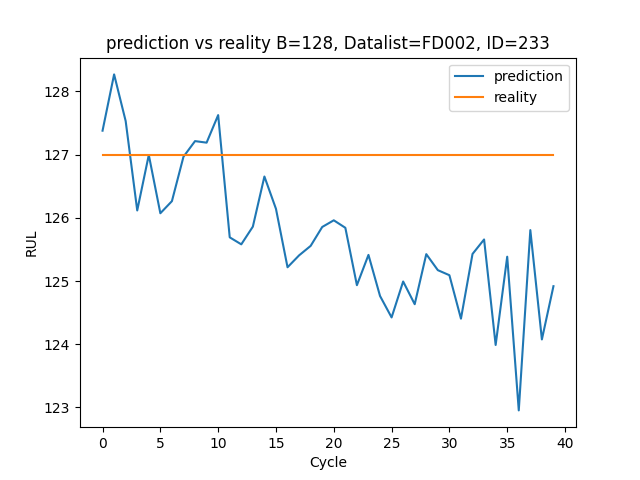 prediction vs reality B=128, Datalist=FD002, ID=233
prediction
reality
128
127
126
125
124
123
RUL
0 5 10 15 20 25 30 35 40
Cycle